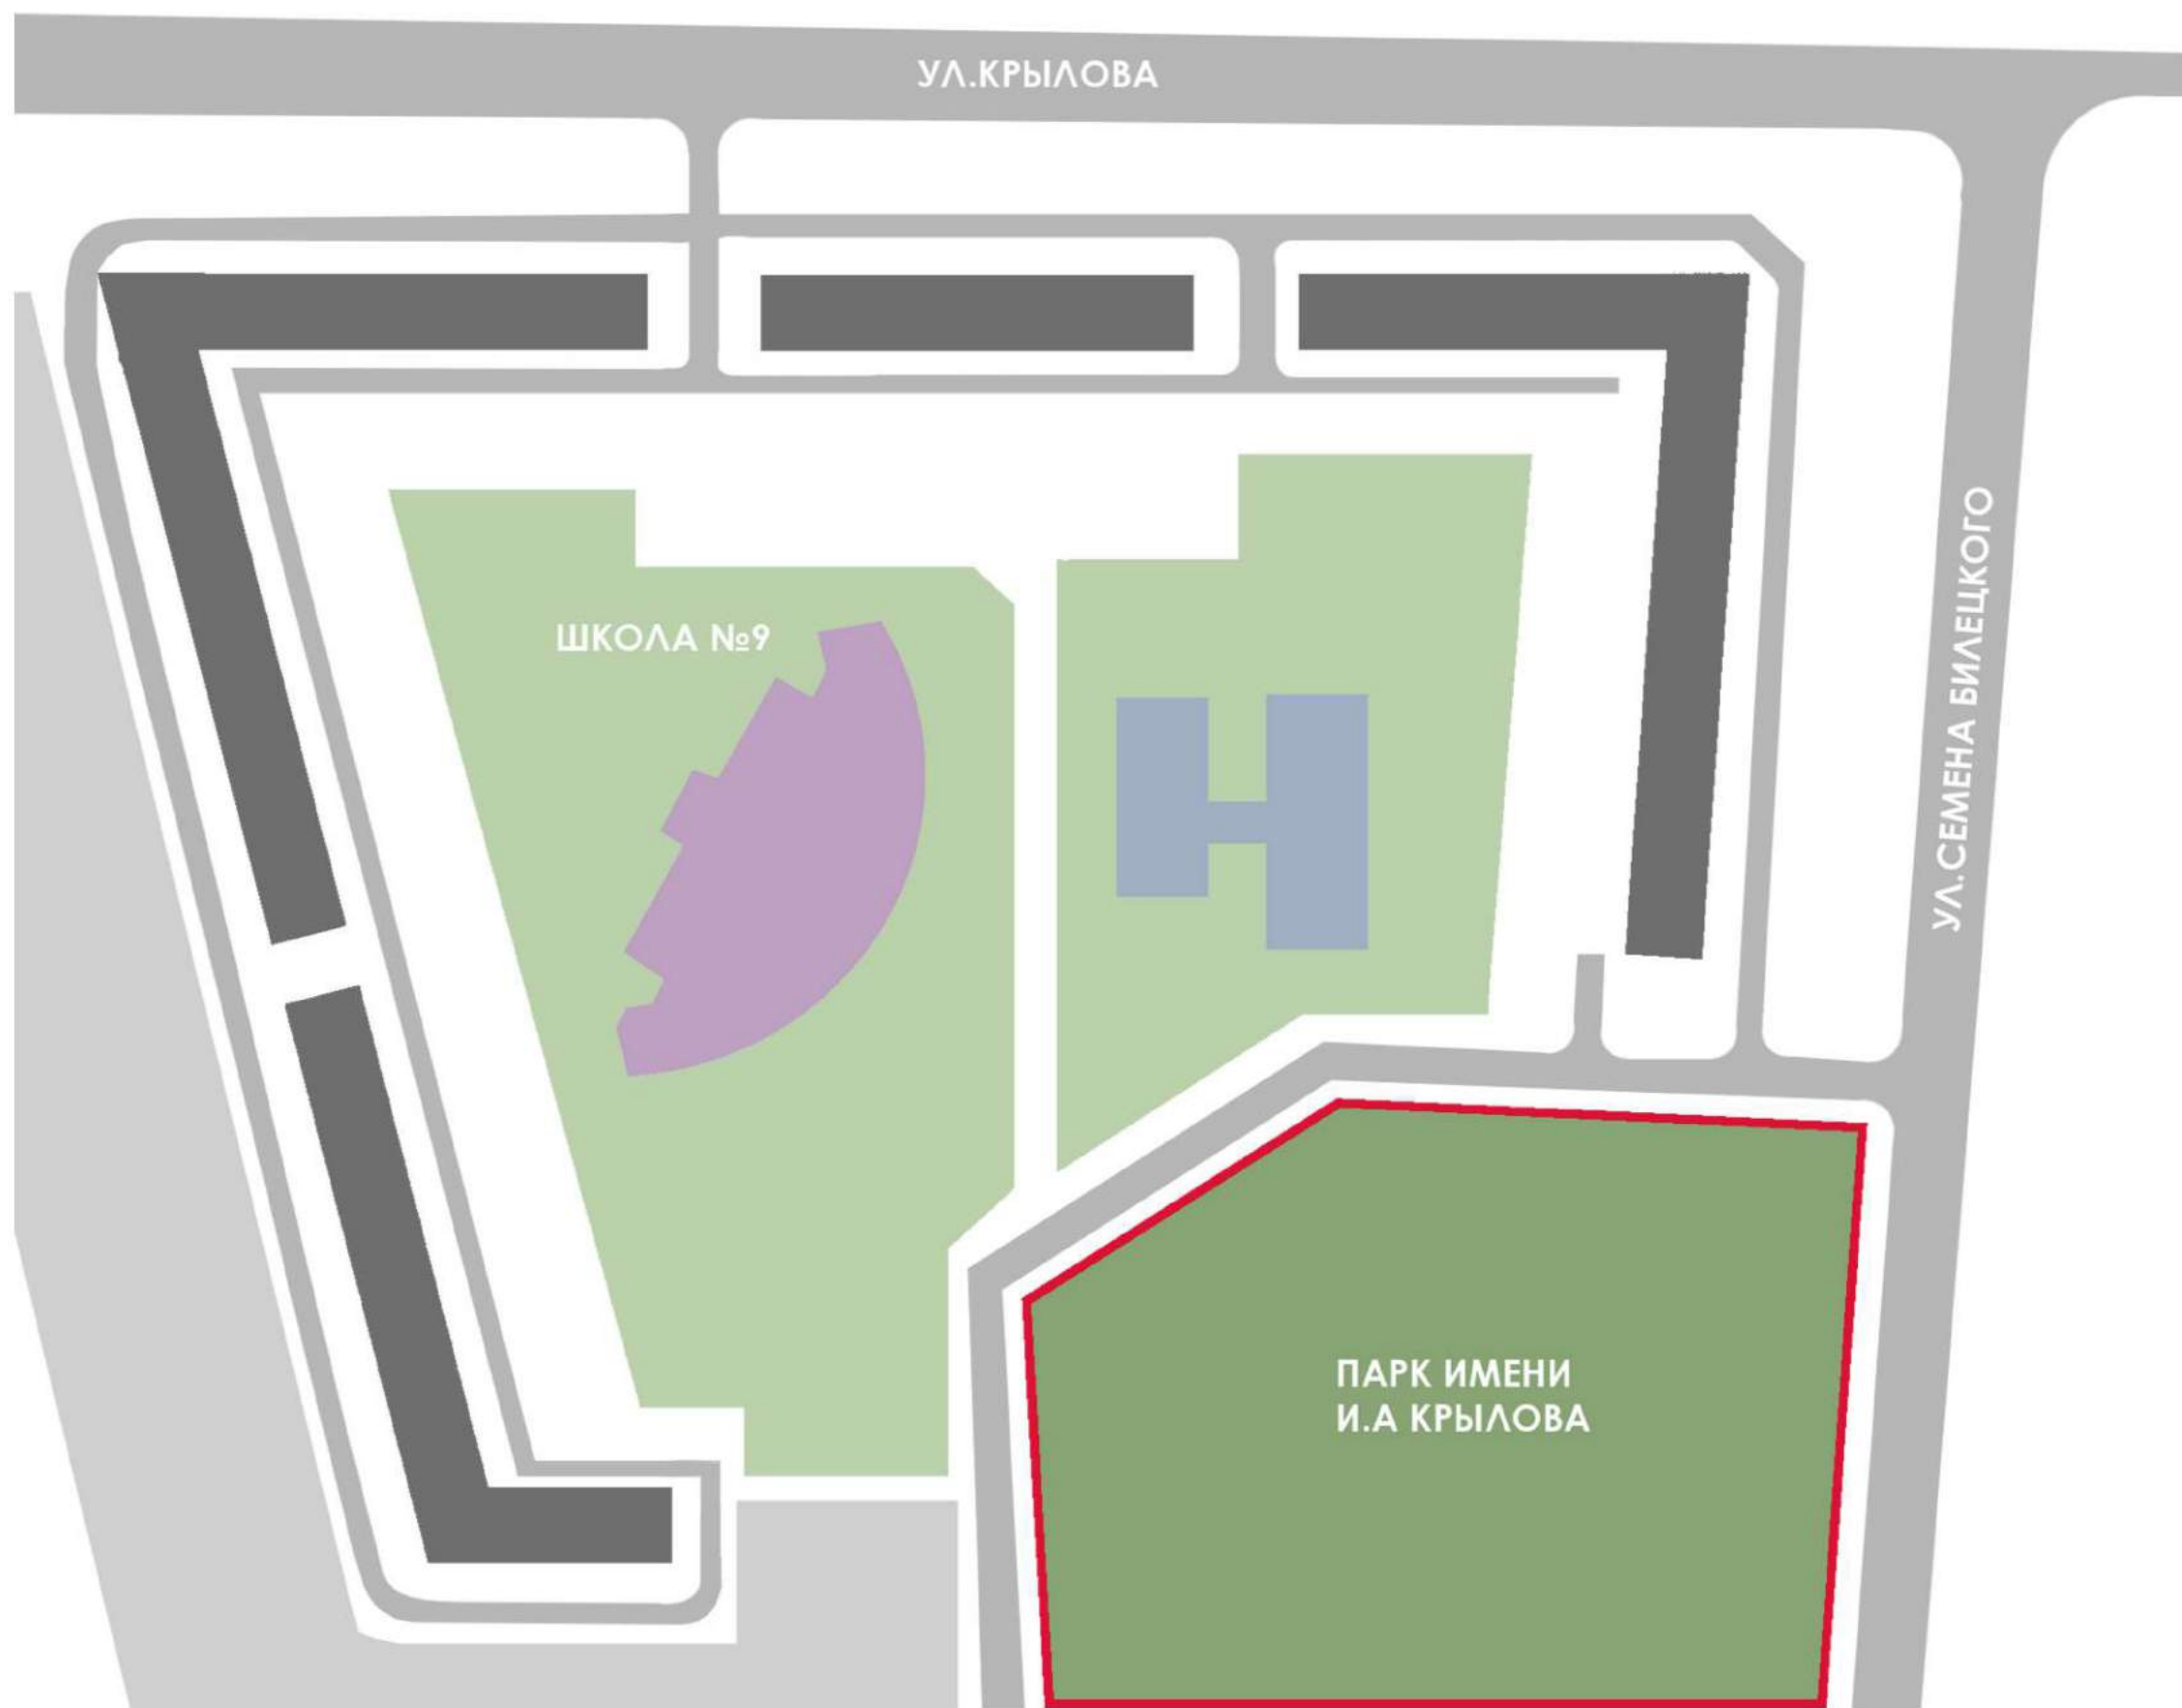 УЛ.КРЫЛОВА
УЛ.СЕМЕНА БИЛЕЦКОГО
ШКОЛА №9
ПАРК ИМЕНИ
И.А КРЫЛОВА